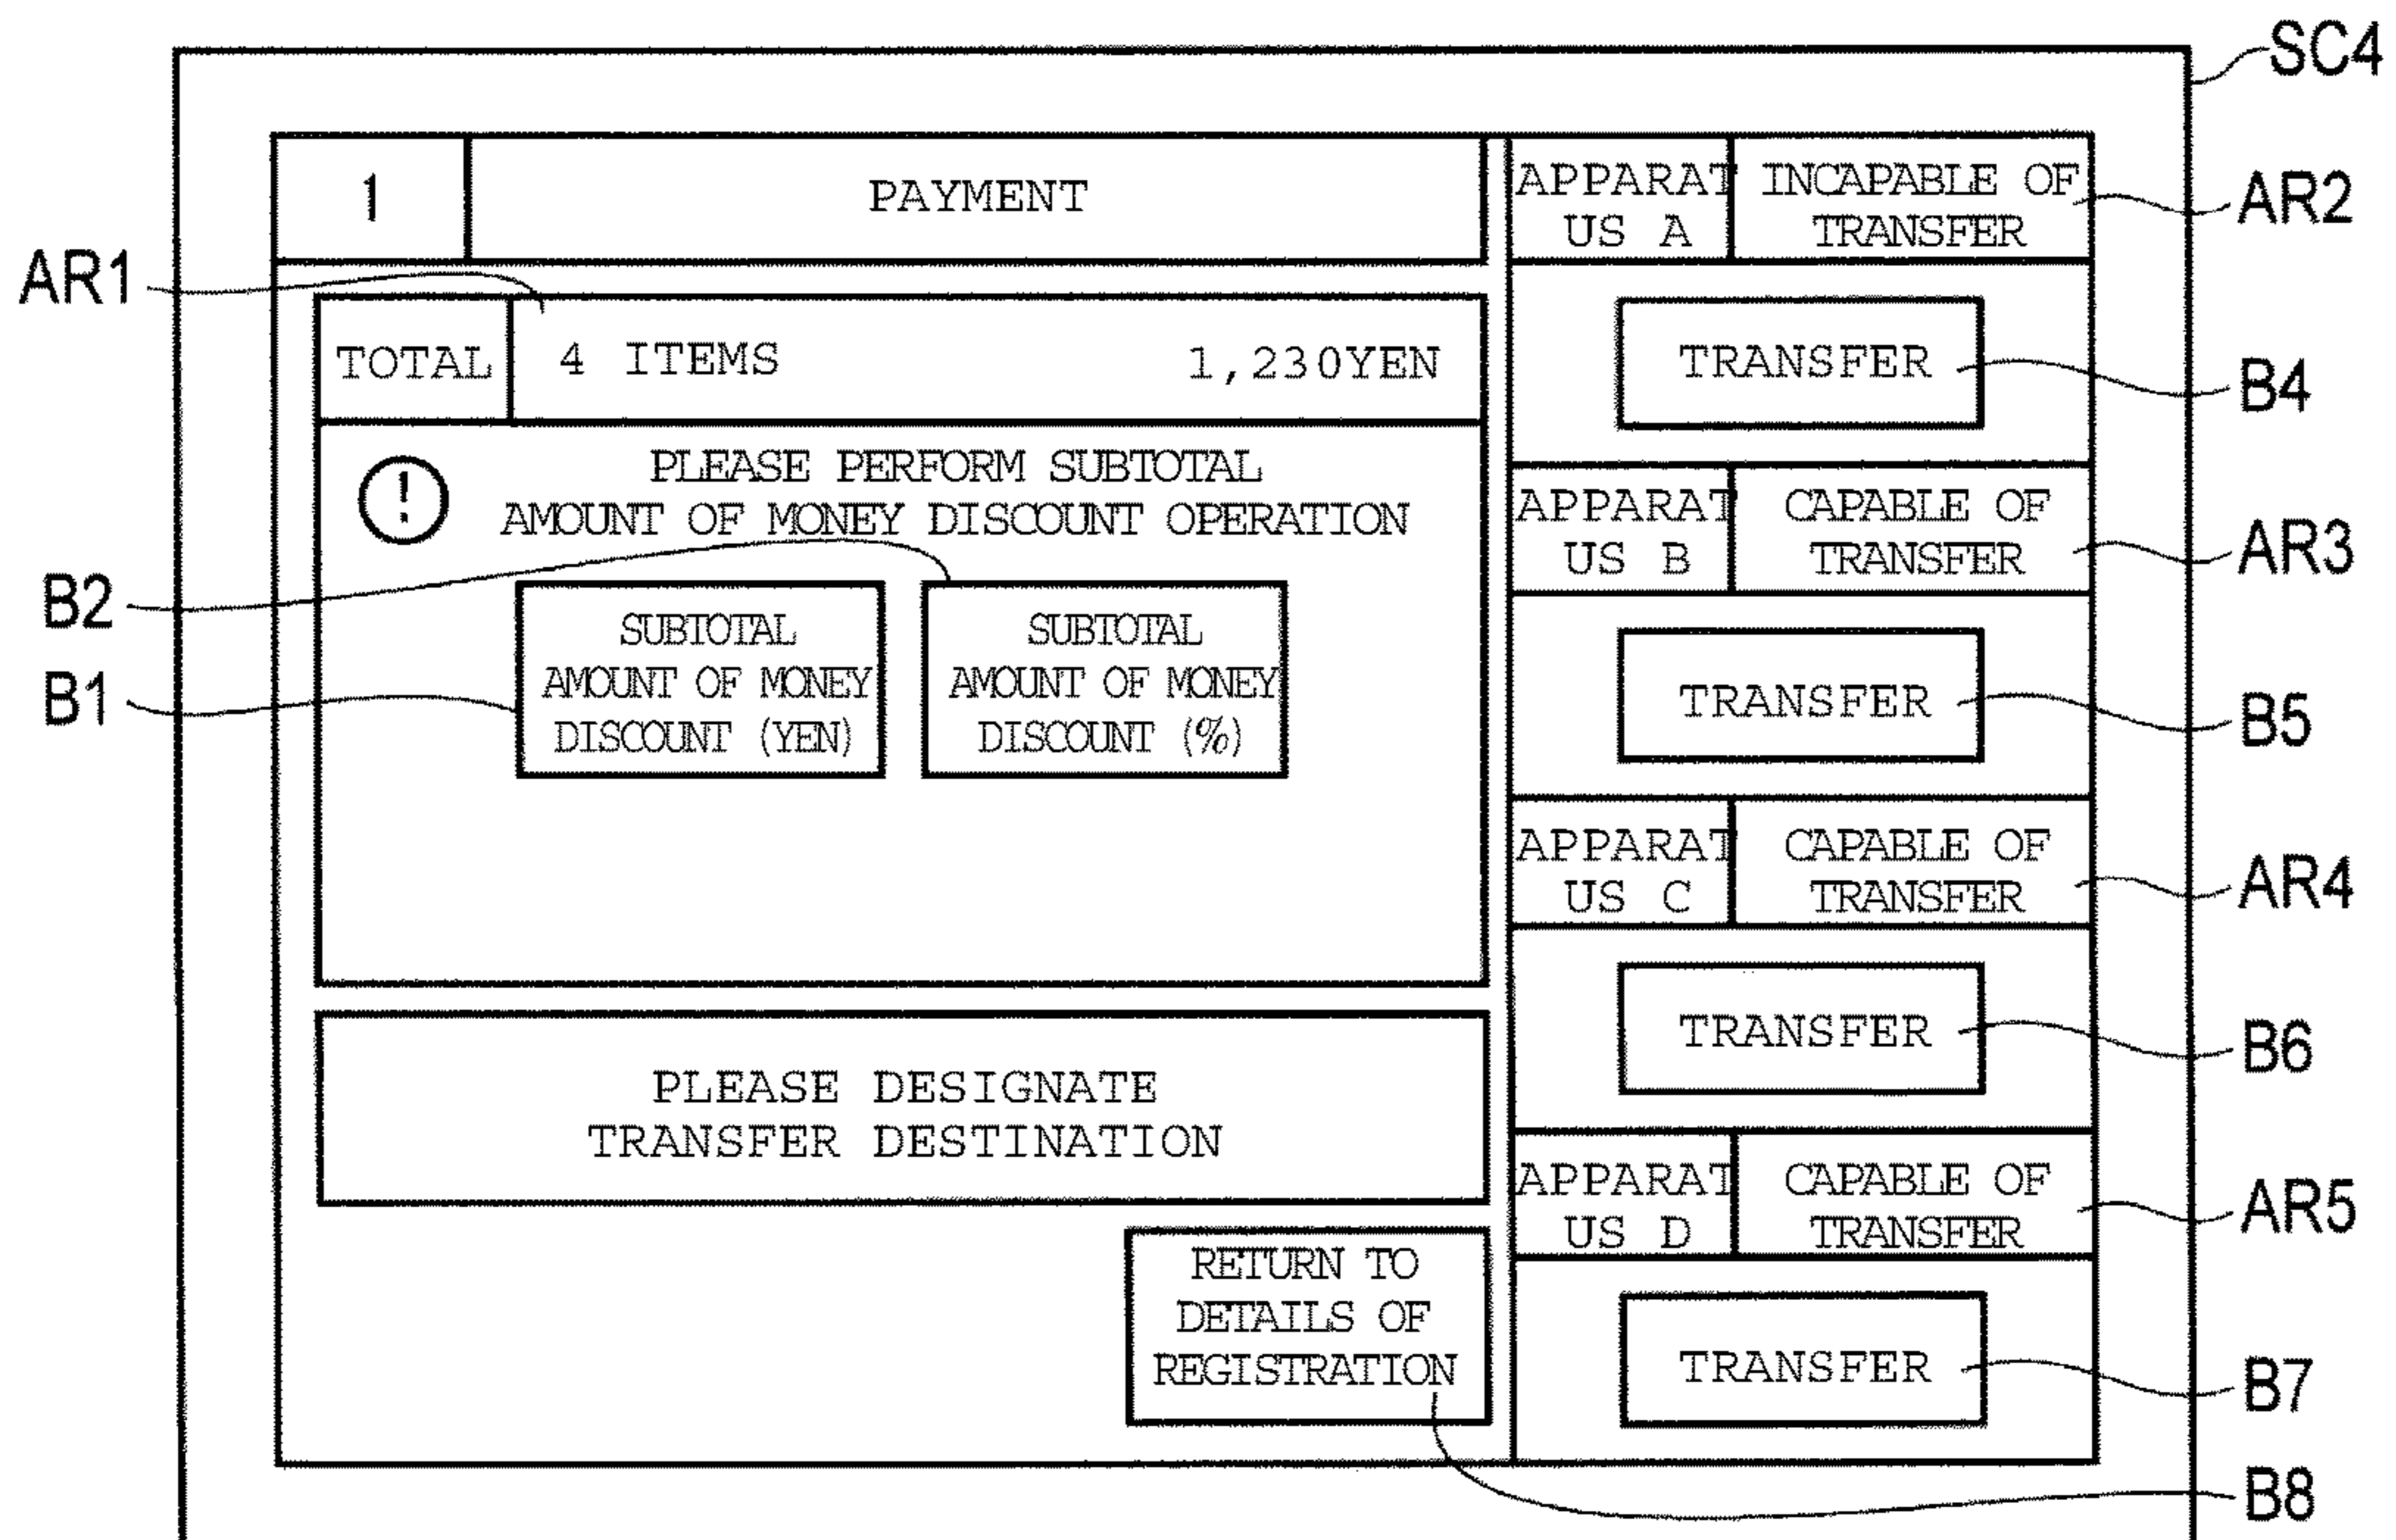 SC4
1
PAYMENT
AR1
TOTAL
4 ITEMS
1,230YEN
!
PLEASE PERFORM SUBTOTAL
AMOUNT OF MONEY DISCOUNT OPERATION
B2
B1
SUBTOTAL
AMOUNT OF MONEY
DISCOUNT (YEN)
SUBTOTAL
AMOUNT OF MONEY
DISCOUNT (%)
PLEASE DESIGNATE
TRANSFER DESTINATION
RETURN TO
DETAILS OF
REGISTRATION
APPARAT
US A
INCAPABLE OF
TRANSFER
AR2
TRANSFER
B4
APPARAT
US B
CAPABLE OF
TRANSFER
AR3
TRANSFER
B5
APPARAT
US C
CAPABLE OF
TRANSFER
AR4
TRANSFER
B6
APPARAT
US D
CAPABLE OF
TRANSFER
AR5
TRANSFER
B7
B8